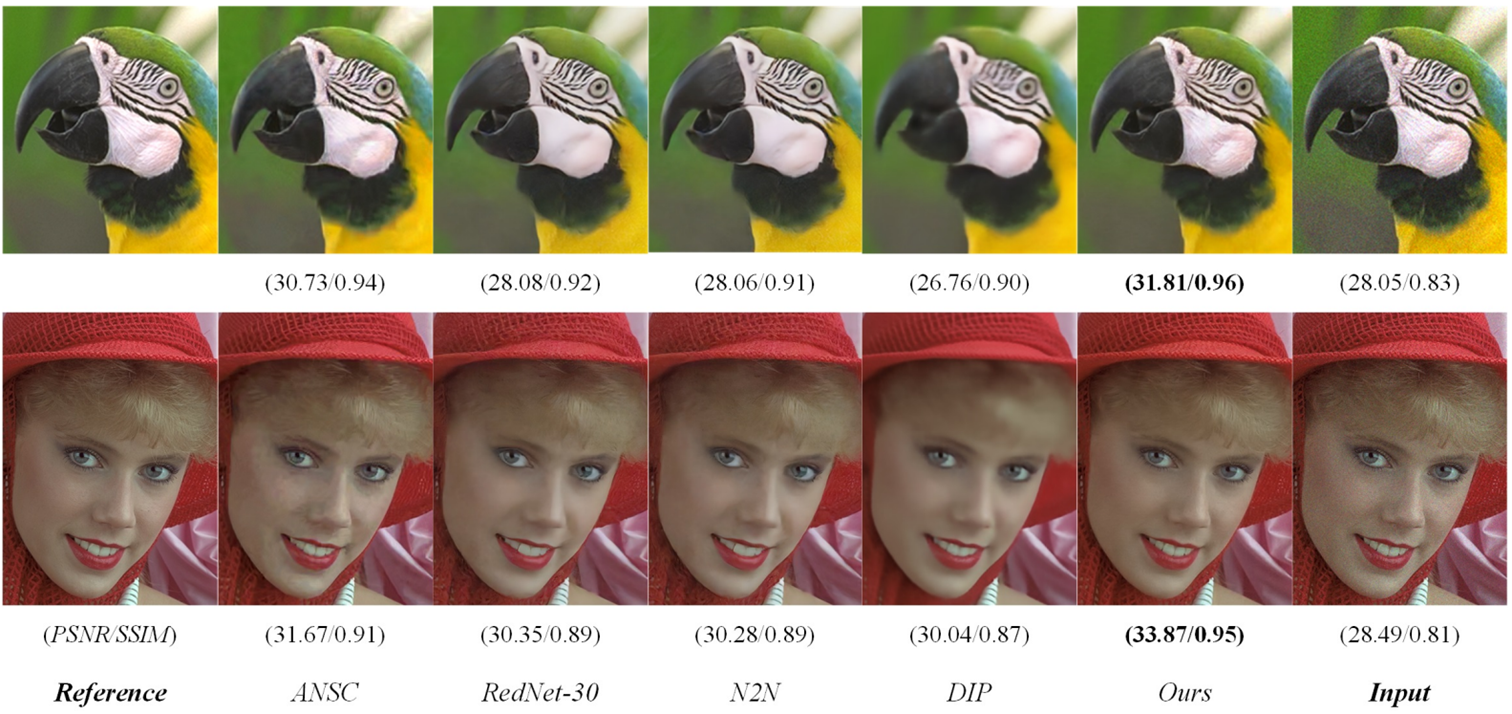 (30.73/0.94) (28.08/0.92) (28.06/0.91) (26.76/0.90) (31.81/0.96) (28.05/0.83)
(PSNR/SSIM) (31.67/0.91) (30.35/0.89) (30.28/0.89) (30.04/0.87) (33.87/0.95) (28.49/0.81)
Reference ANSC RedNet-30 N2N DIP Ours Input